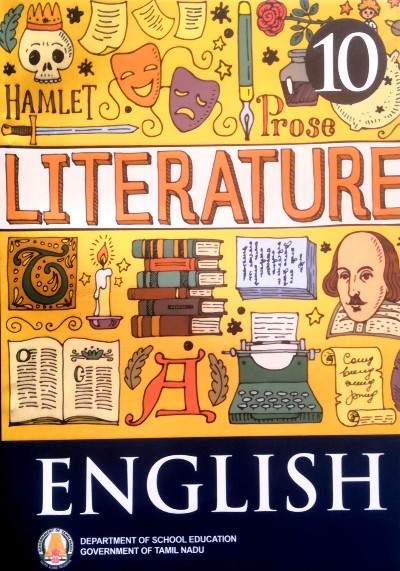 10
HAMLET
Prose
LITERATURE
A
ENGLISH
DEPARTMENT OF SCHOOL EDUCATION
GOVERNMENT OF TAMIL NADU